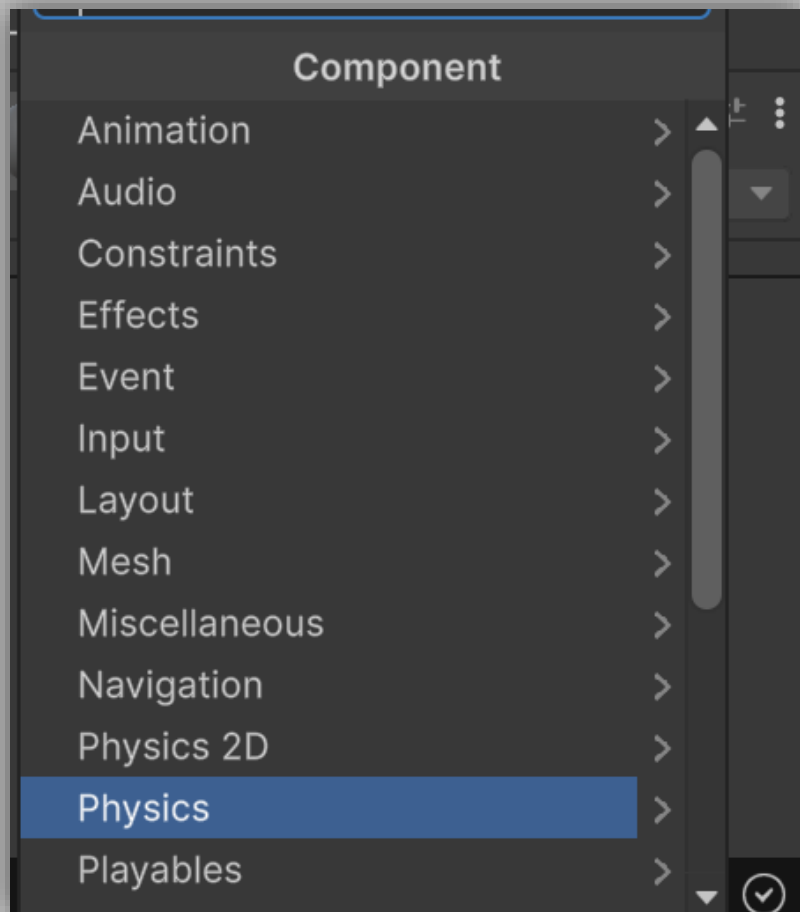 Component
Animation
Audio
Constraints
Effects
Event
Input
Layout
Mesh
Miscellaneous
Navigation
Physics 2D
Physics
Playables